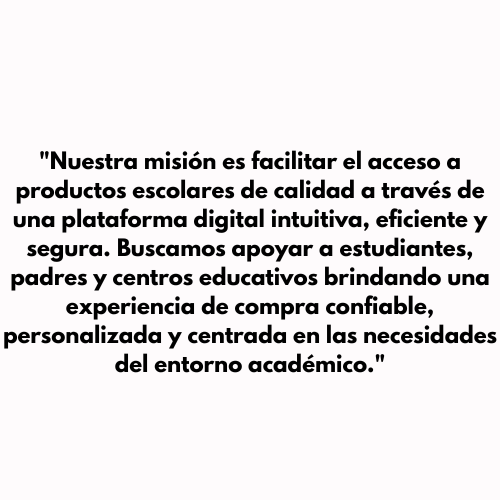 "Nuestra misión es facilitar el acceso a
productos escolares de calidad a través de
una plataforma digital intuitiva, eficiente y
segura. Buscamos apoyar a estudiantes,
padres y centros educativos brindando una
experiencia de compra confiable,
personalizada y centrada en las necesidades
del entorno académico."